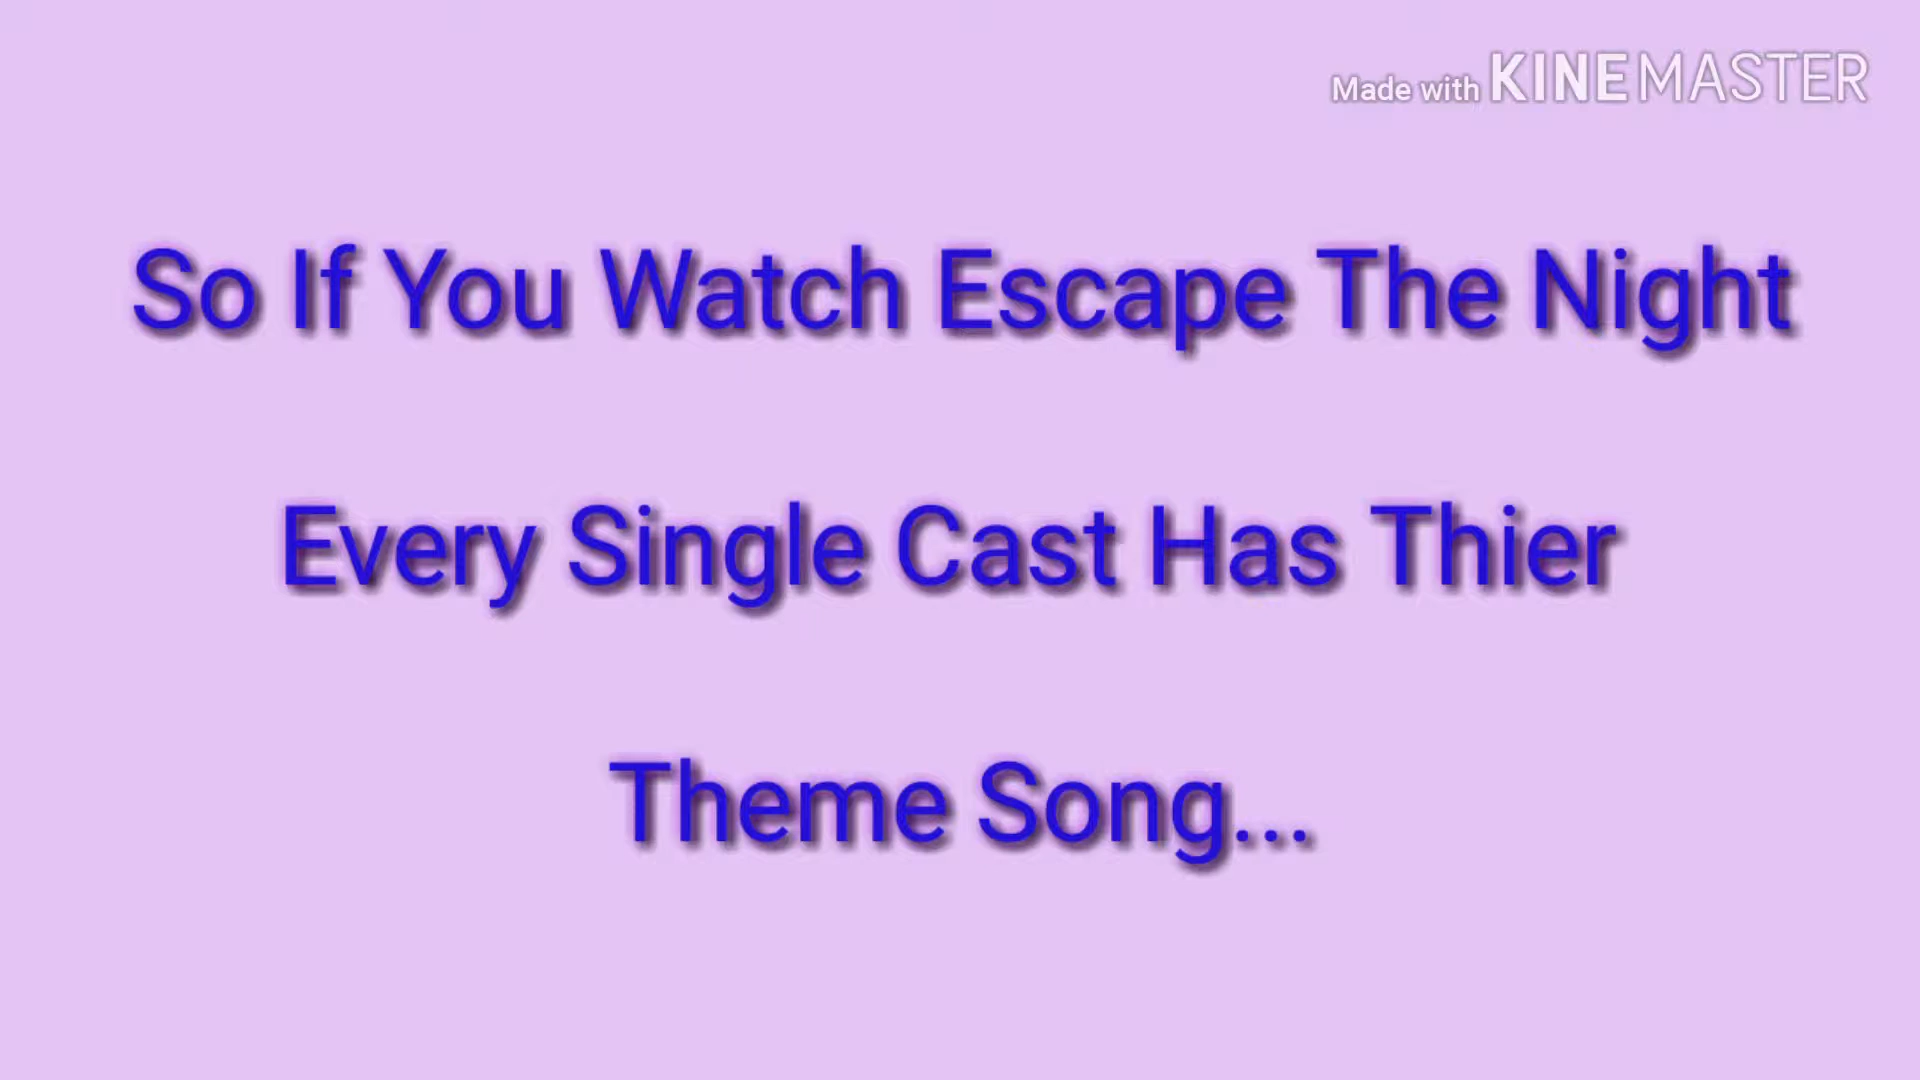 Made with KINEMASTER
So If You Watch Escape The Night
Every Single Cast Has Thier
Theme Song...